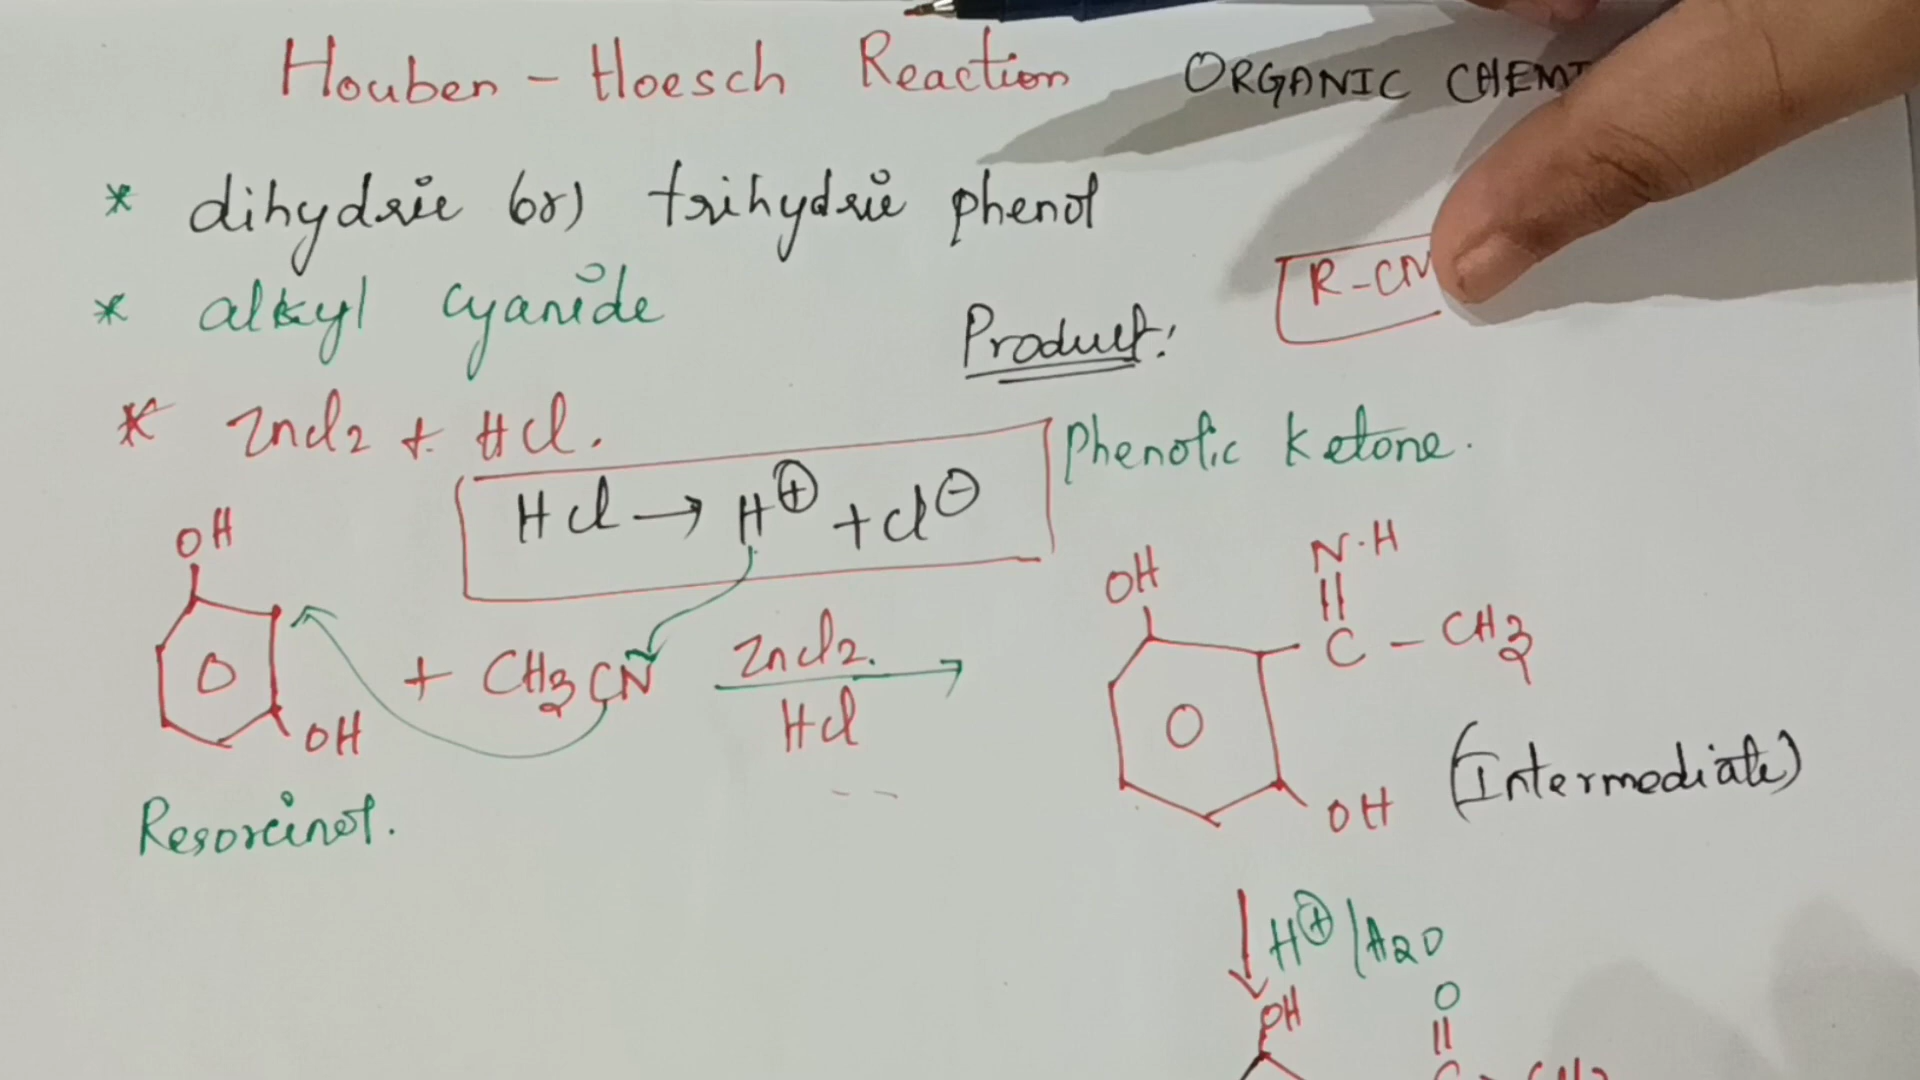 Houben - Hoesch Reaction
ORGANIC CHEM
* dihydric (or) trihydric phenol
* alkyl cyanide
R-CN
Product:
* ZnCl2 + HCl.
Phenolic Ketone.
HCl → H⊕ + Cl⊖
OH
OH
+ CH3CN
ZnCl2.
HCl
Resorcinol.
OH
N-H
||
C - CH3
OH
(Intermediate)
↓ H⊕/H2O
OH
O
||